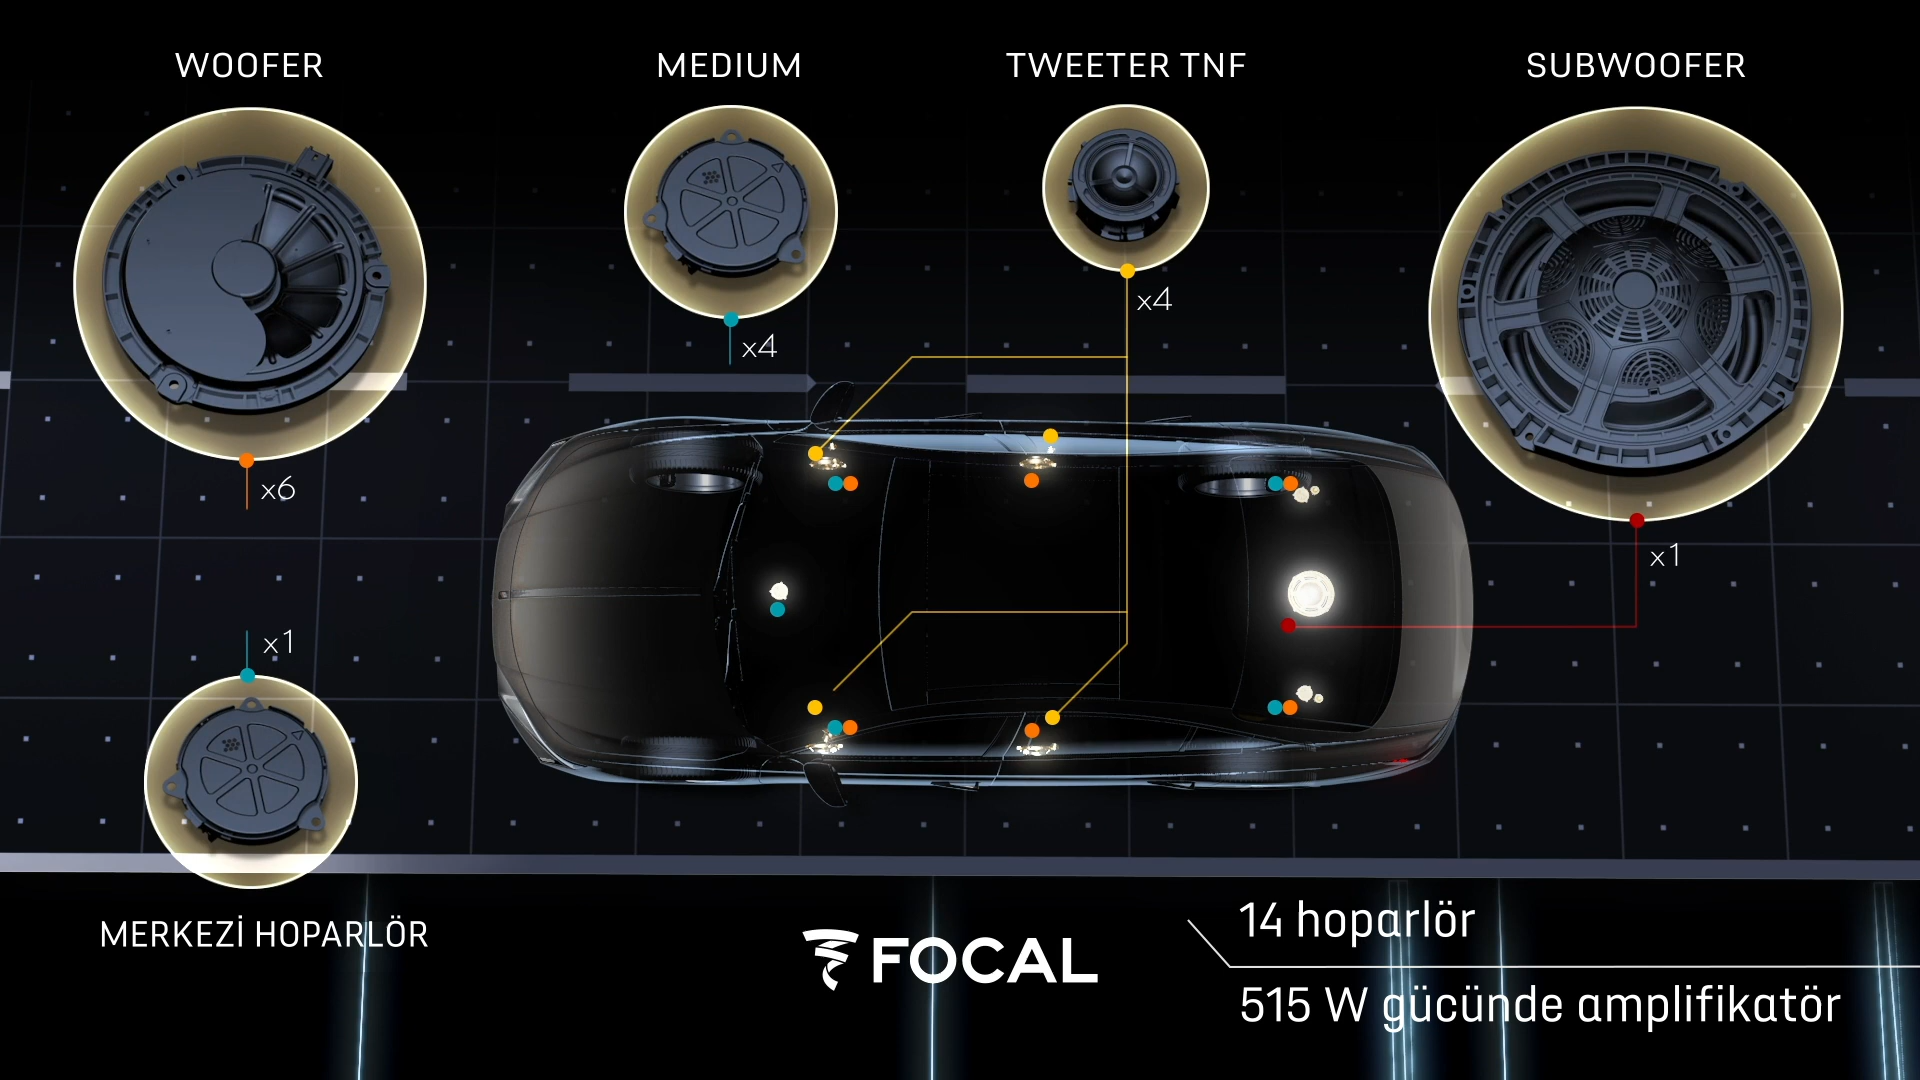 WOOFER
MEDIUM
TWEETER TNF
SUBWOOFER
x6
x4
x4
x1
x1
MERKEZİ HOPARLÖR
FOCAL
14 hoparlör
515 W gücünde amplifikatör